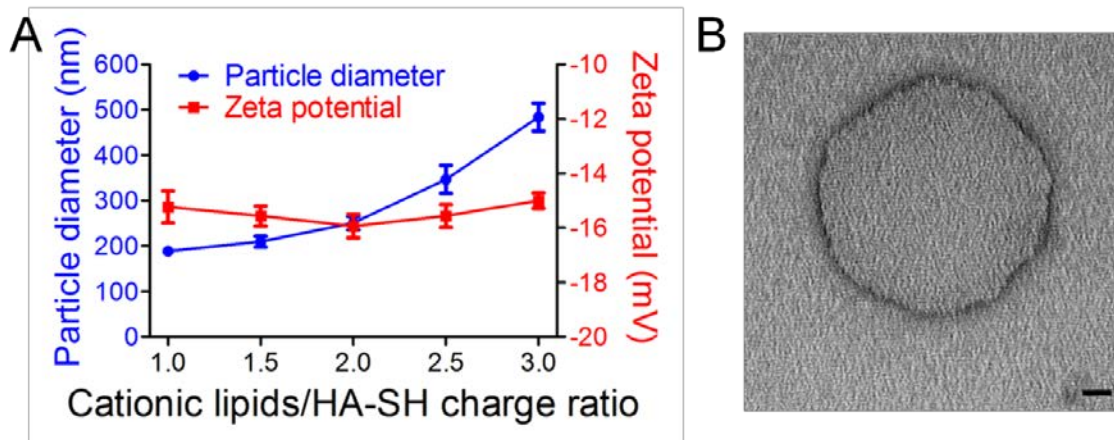 A
B
Particle diameter (nm)
600
500
400
300
200
100
0
Particle diameter
Zeta potential
-10
-12
-14
-16
-18
-20
Zeta potential (mV)
1.0 1.5 2.0 2.5 3.0
Cationic lipids/HA-SH charge ratio